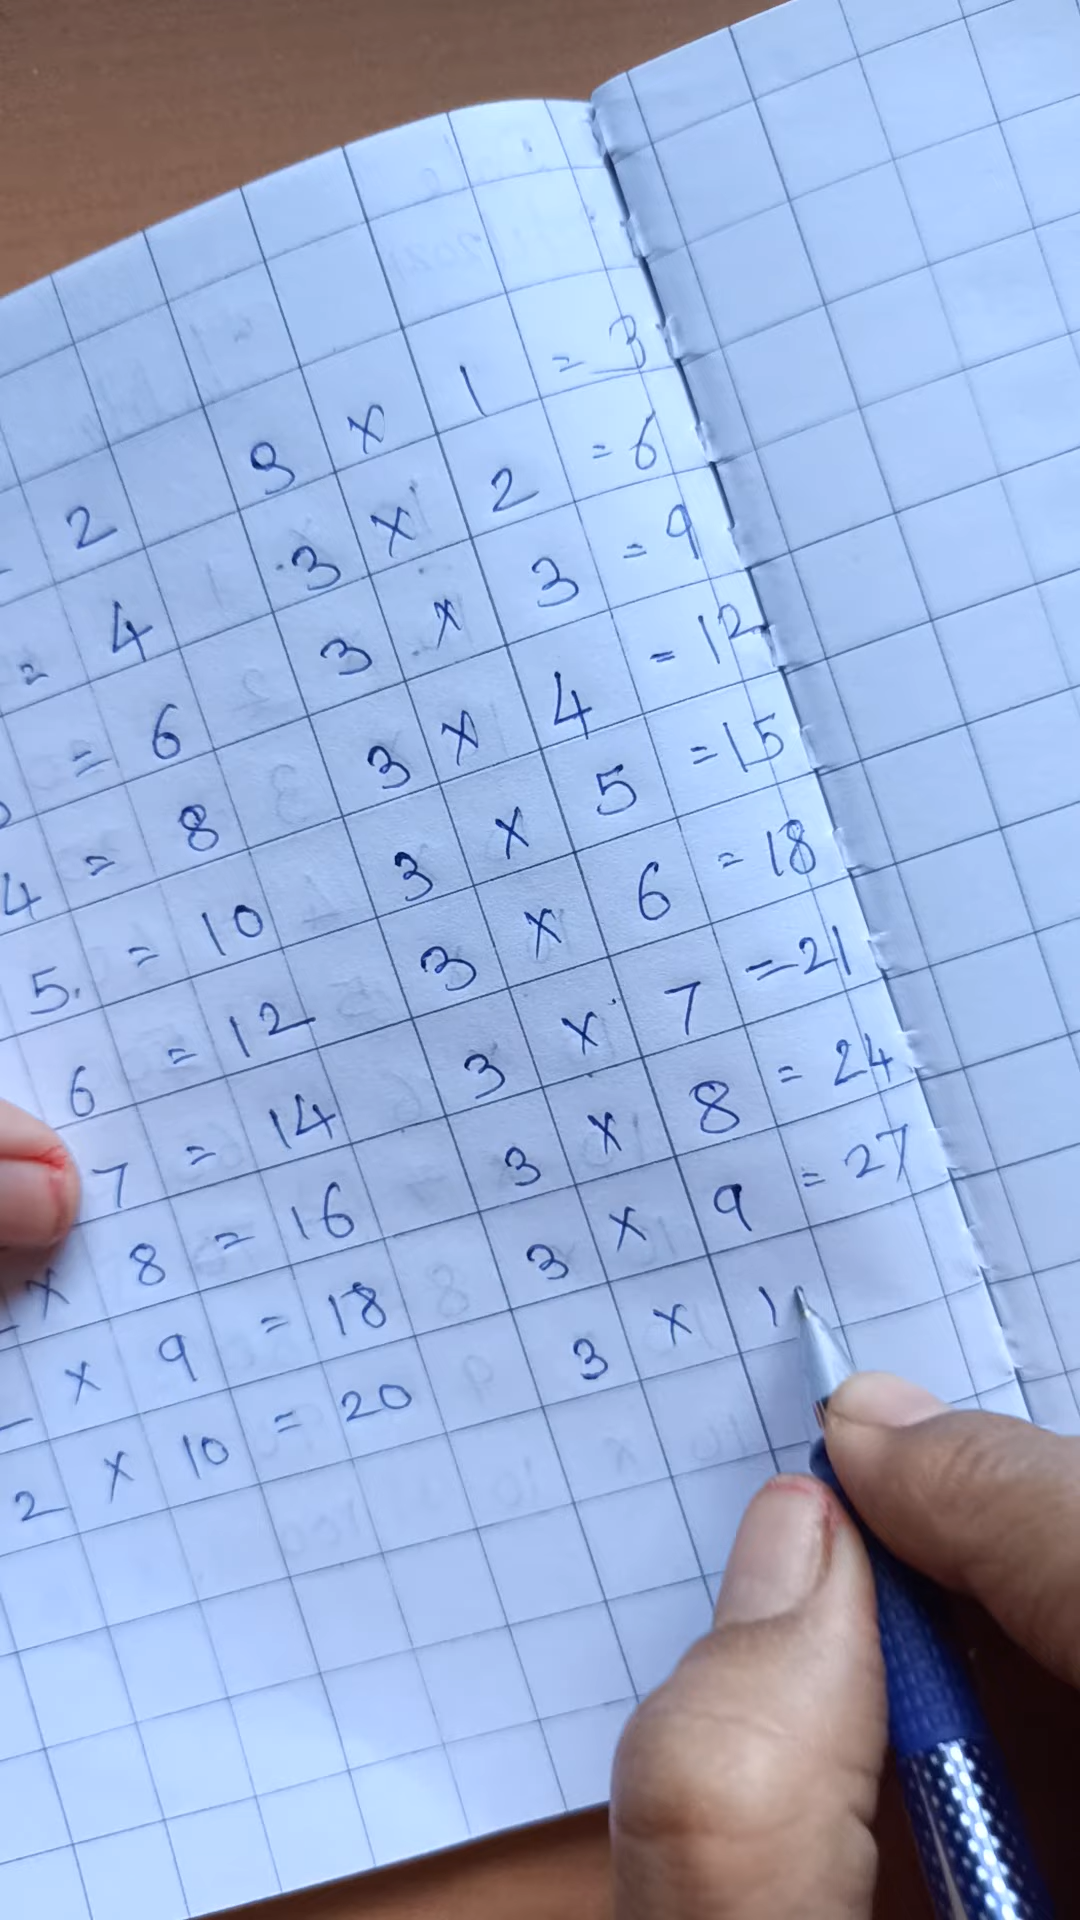 2
= 4
= 6
4 = 8
5. = 10
6 = 12
7 = 14
x 8 = 16
x 9 = 18
2 x 10 = 20
3 x 1 = 3
3 x 2 = 6
3 x 3 = 9
3 x 4 = 12
3 x 5 = 15
3 x 6 = 18
3 x 7 = 21
3 x 8 = 24
3 x 9 = 27
3 x 1